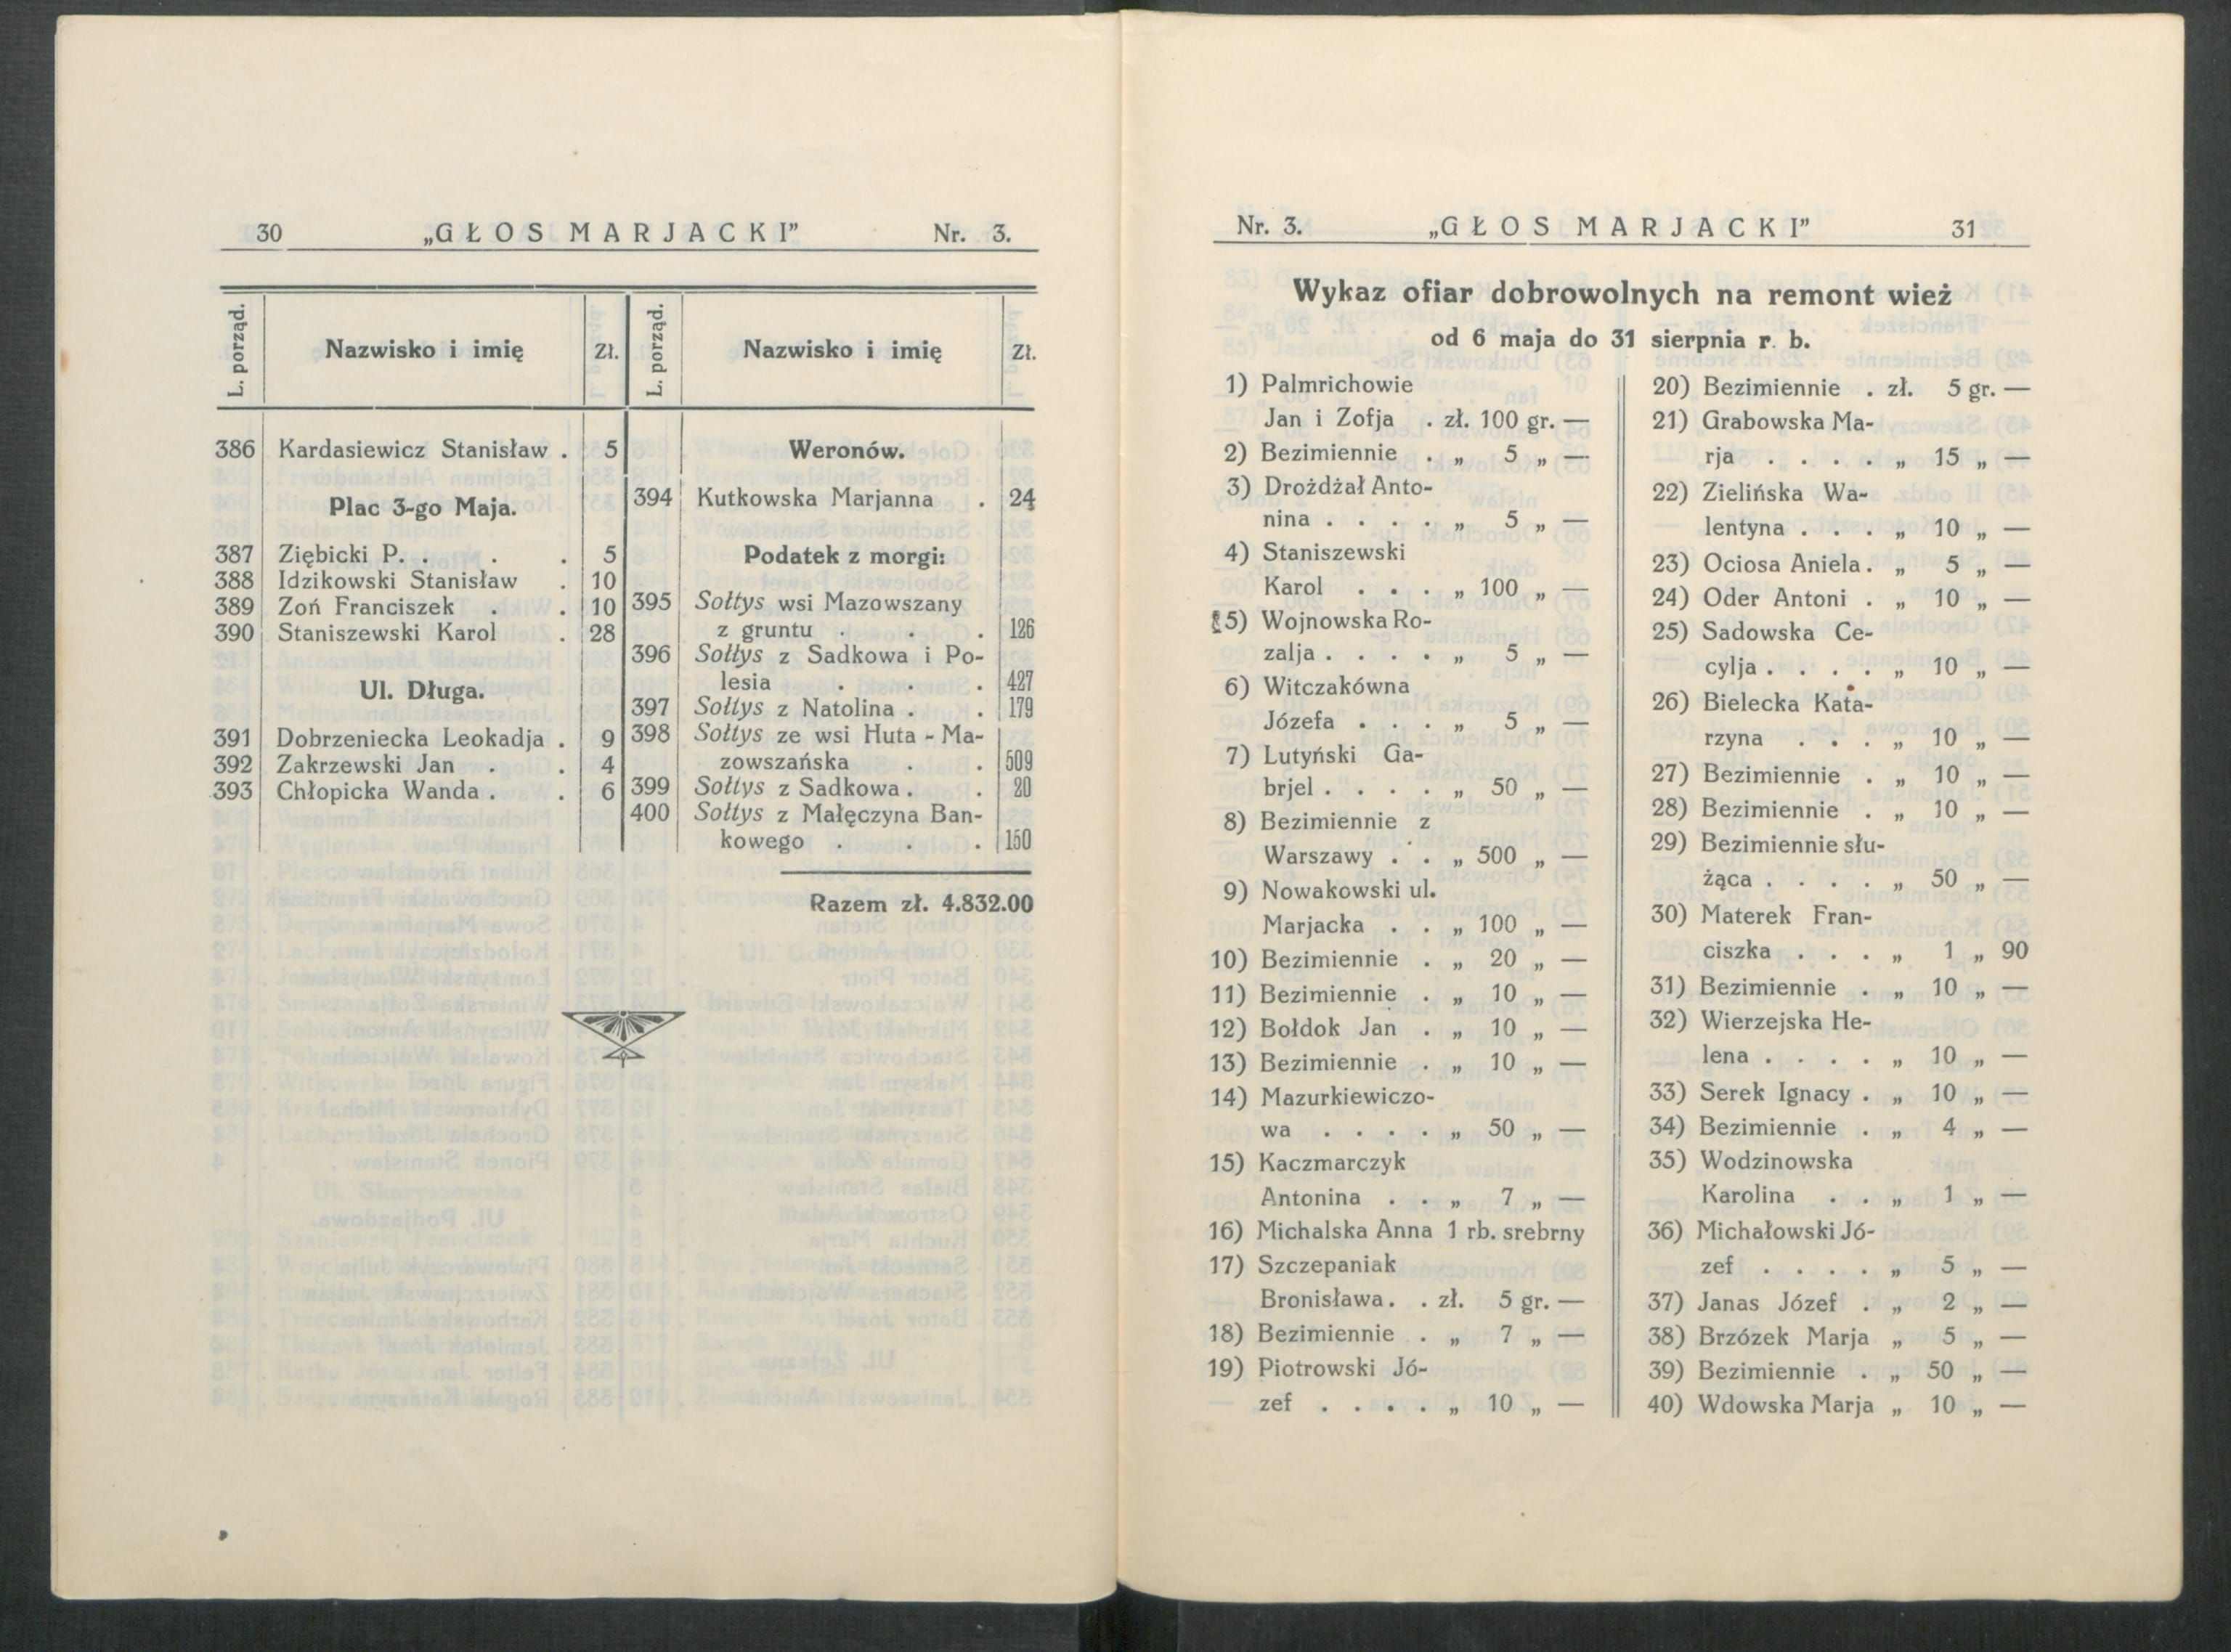 30 „GŁOS MARJACKI” Nr. 3.
L. porząd. Nazwisko i imię Zł.
386 Kardasiewicz Stanisław . 5
Plac 3-go Maja.
387 Ziębicki P. . . . 5
388 Idzikowski Stanisław . 10
389 Zoń Franciszek . . 10
390 Staniszewski Karol . 28
Ul. Długa.
391 Dobrzeniecka Leokadja . 9
392 Zakrzewski Jan . . 4
393 Chłopicka Wanda . . 6
L. porząd. Nazwisko i imię Zł.
Weronów.
394 Kutkowska Marjanna . 24
Podatek z morgi:
395 Sołtys wsi Mazowszany
z gruntu . . . 126
396 Sołtys z Sadkowa i Po-
lesia . . . 427
397 Sołtys z Natolina . . 179
398 Sołtys ze wsi Huta - Ma-
zowszańska . . 509
399 Sołtys z Sadkowa . . 20
400 Sołtys z Małęczyna Ban-
kowego . . . 150
Razem zł. 4.832.00
Nr. 3. „GŁOS MARJACKI” 31
Wykaz ofiar dobrowolnych na remont wież
od 6 maja do 31 sierpnia r. b.
1) Palmrichowie
Jan i Zofja . zł. 100 gr. —
2) Bezimiennie . „ 5 „ —
3) Drożdżał Anto-
nina . . . . „ 5 „ —
4) Staniszewski
Karol . . . „ 100 „ —
5) Wojnowska Ro-
zalja . . . . „ 5 „ —
6) Witczakówna
Józefa . . . „ 5 „ —
7) Lutyński Ga-
brjel . . . . „ 50 „ —
8) Bezimiennie z
Warszawy . . „ 500 „ —
9) Nowakowski ul.
Marjacka . . „ 100 „ —
10) Bezimiennie . „ 20 „ —
11) Bezimiennie . „ 10 „ —
12) Bołdok Jan . „ 10 „ —
13) Bezimiennie . „ 10 „ —
14) Mazurkiewiczo-
wa . . . . „ 50 „ —
15) Kaczmarczyk
Antonina . . „ 7 „ —
16) Michalska Anna 1 rb. srebrny
17) Szczepaniak
Bronisława . . zł. 5 gr. —
18) Bezimiennie . „ 7 „ —
19) Piotrowski Jó-
zef . . . . „ 10 „ —
20) Bezimiennie . zł. 5 gr. —
21) Grabowska Ma-
rja . . . . „ 15 „ —
22) Zielińska Wa-
lentyna . . . „ 10 „ —
23) Ociosa Aniela . „ 5 „ —
24) Oder Antoni . „ 10 „ —
25) Sadowska Ce-
cylja . . . . „ 10 „ —
26) Bielecka Kata-
rzyna . . . „ 10 „ —
27) Bezimiennie . „ 10 „ —
28) Bezimiennie . „ 10 „ —
29) Bezimiennie słu-
żąca . . . . „ 50 „ —
30) Materek Fran-
ciszka . . . „ 1 „ 90
31) Bezimiennie . „ 10 „ —
32) Wierzejska He-
lena . . . . „ 10 „ —
33) Serek Ignacy . „ 10 „ —
34) Bezimiennie . „ 4 „ —
35) Wodzinowska
Karolina . . „ 1 „ —
36) Michałowski Jó-
zef . . . . „ 5 „ —
37) Janas Józef . „ 2 „ —
38) Brzózek Marja „ 5 „ —
39) Bezimiennie . „ 50 „ —
40) Wdowska Marja „ 10 „ —